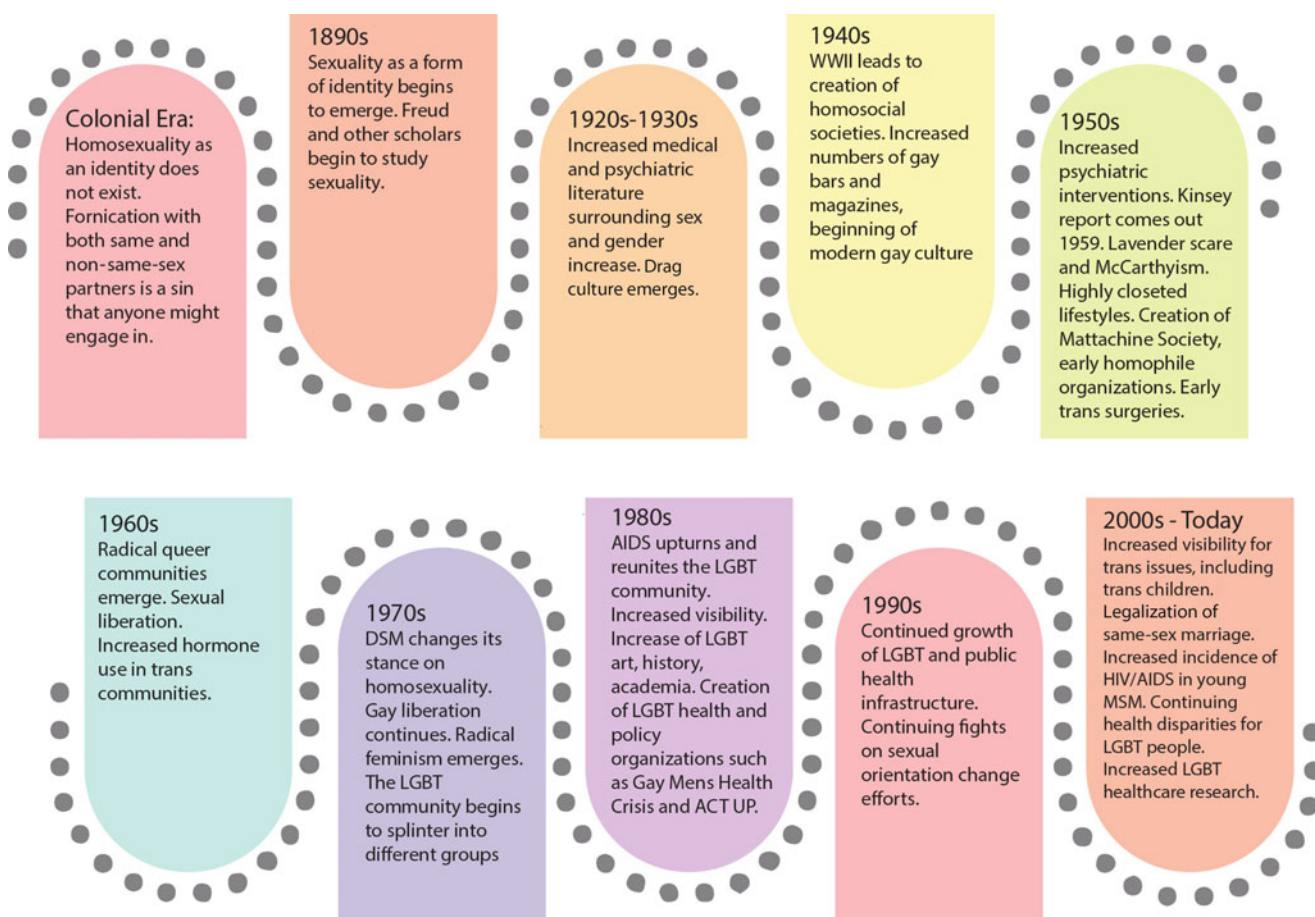 Colonial Era:
Homosexuality as
an identity does
not exist.
Fornication with
both same and
non-same-sex
partners is a sin
that anyone might
engage in.
1890s
Sexuality as a form
of identity begins
to emerge. Freud
and other scholars
begin to study
sexuality.
1920s-1930s
Increased medical
and psychiatric
literature
surrounding sex
and gender
increase. Drag
culture emerges.
1940s
WWII leads to
creation of
homosocial
societies. Increased
numbers of gay
bars and
magazines,
beginning of
modern gay culture
1950s
Increased
psychiatric
interventions. Kinsey
report comes out
1959. Lavender scare
and McCarthyism.
Highly closeted
lifestyles. Creation of
Mattachine Society,
early homophile
organizations. Early
trans surgeries.
1960s
Radical queer
communities
emerge. Sexual
liberation.
Increased hormone
use in trans
communities.
1970s
DSM changes its
stance on
homosexuality.
Gay liberation
continues. Radical
feminism emerges.
The LGBT
community begins
to splinter into
different groups
1980s
AIDS upturns and
reunites the LGBT
community.
Increased visibility.
Increase of LGBT
art, history,
academia. Creation
of LGBT health and
policy
organizations such
as Gay Mens Health
Crisis and ACT UP.
1990s
Continued growth
of LGBT and public
health
infrastructure.
Continuing fights
on sexual
orientation change
efforts.
2000s - Today
Increased visibility for
trans issues, including
trans children.
Legalization of
same-sex marriage.
Increased incidence of
HIV/AIDS in young
MSM. Continuing
health disparities for
LGBT people.
Increased LGBT
healthcare research.